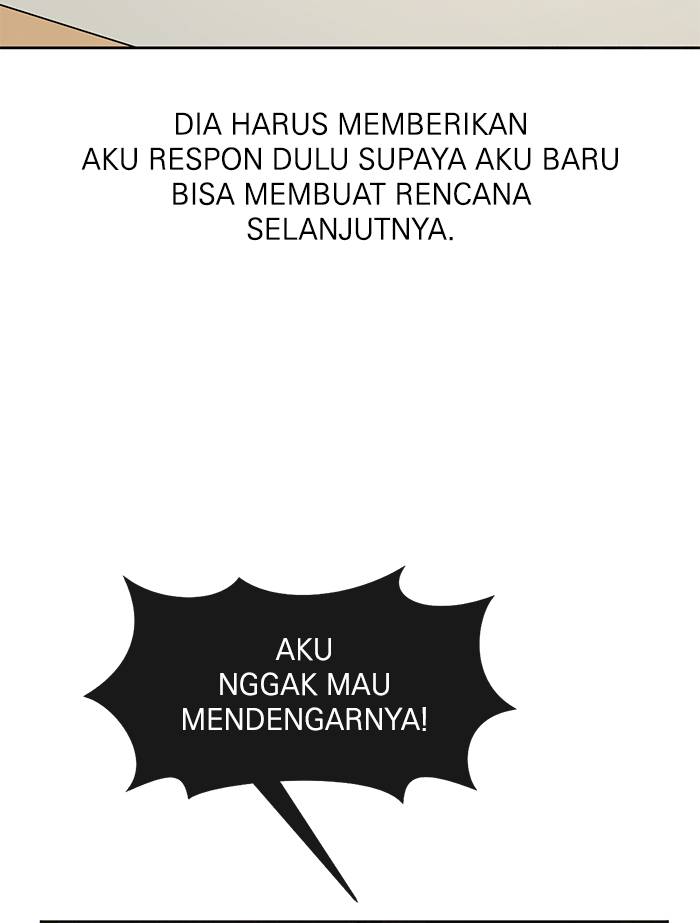 DIA HARUS MEMBERIKAN
AKU RESPON DULU SUPAYA AKU BARU
BISA MEMBUAT RENCANA
SELANJUTNYA.
AKU
NGGAK MAU
MENDENGARNYA!